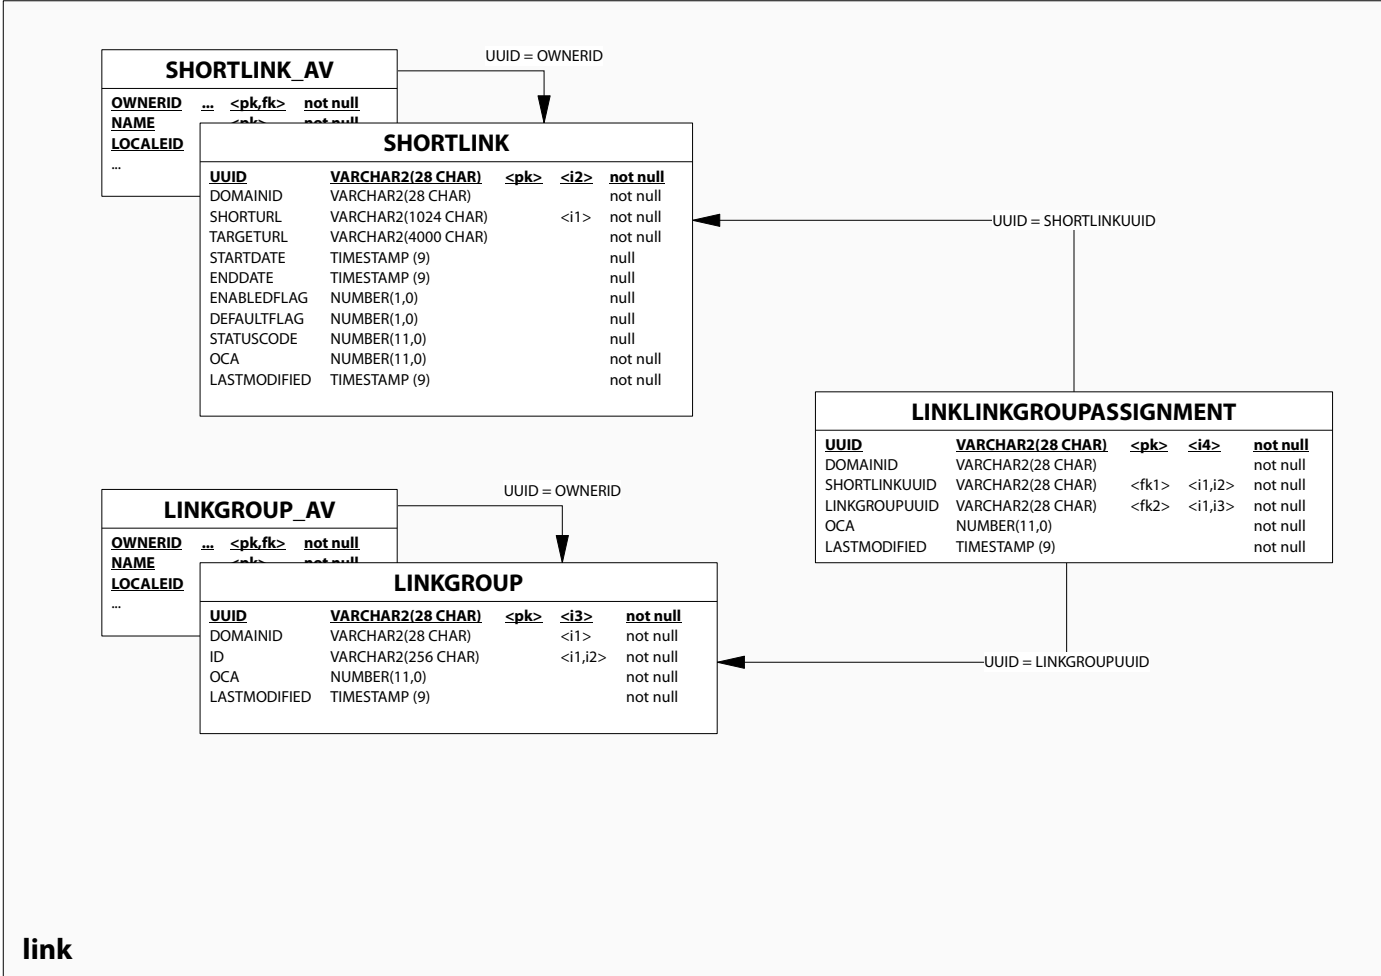 UUID = OWNERID
SHORTLINK_AV
OWNERID ... <pk,fk> not null
NAME <pk> not null
LOCALEID
...
SHORTLINK
UUID VARCHAR2(28 CHAR) <pk> <i2> not null
DOMAINID VARCHAR2(28 CHAR) not null
SHORTURL VARCHAR2(1024 CHAR) <i1> not null
TARGETURL VARCHAR2(4000 CHAR) not null
STARTDATE TIMESTAMP (9) null
ENDDATE TIMESTAMP (9) null
ENABLEDFLAG NUMBER(1,0) null
DEFAULTFLAG NUMBER(1,0) null
STATUSCODE NUMBER(11,0) null
OCA NUMBER(11,0) not null
LASTMODIFIED TIMESTAMP (9) not null
UUID = SHORTLINKUUID
LINKLINKGROUPASSIGNMENT
UUID VARCHAR2(28 CHAR) <pk> <i4> not null
DOMAINID VARCHAR2(28 CHAR) not null
SHORTLINKUUID VARCHAR2(28 CHAR) <fk1> <i1,i2> not null
LINKGROUPUUID VARCHAR2(28 CHAR) <fk2> <i1,i3> not null
OCA NUMBER(11,0) not null
LASTMODIFIED TIMESTAMP (9) not null
UUID = OWNERID
LINKGROUP_AV
OWNERID ... <pk,fk> not null
NAME <pk> not null
LOCALEID
...
LINKGROUP
UUID VARCHAR2(28 CHAR) <pk> <i3> not null
DOMAINID VARCHAR2(28 CHAR) <i1> not null
ID VARCHAR2(256 CHAR) <i1,i2> not null
OCA NUMBER(11,0) not null
LASTMODIFIED TIMESTAMP (9) not null
UUID = LINKGROUPUUID
link